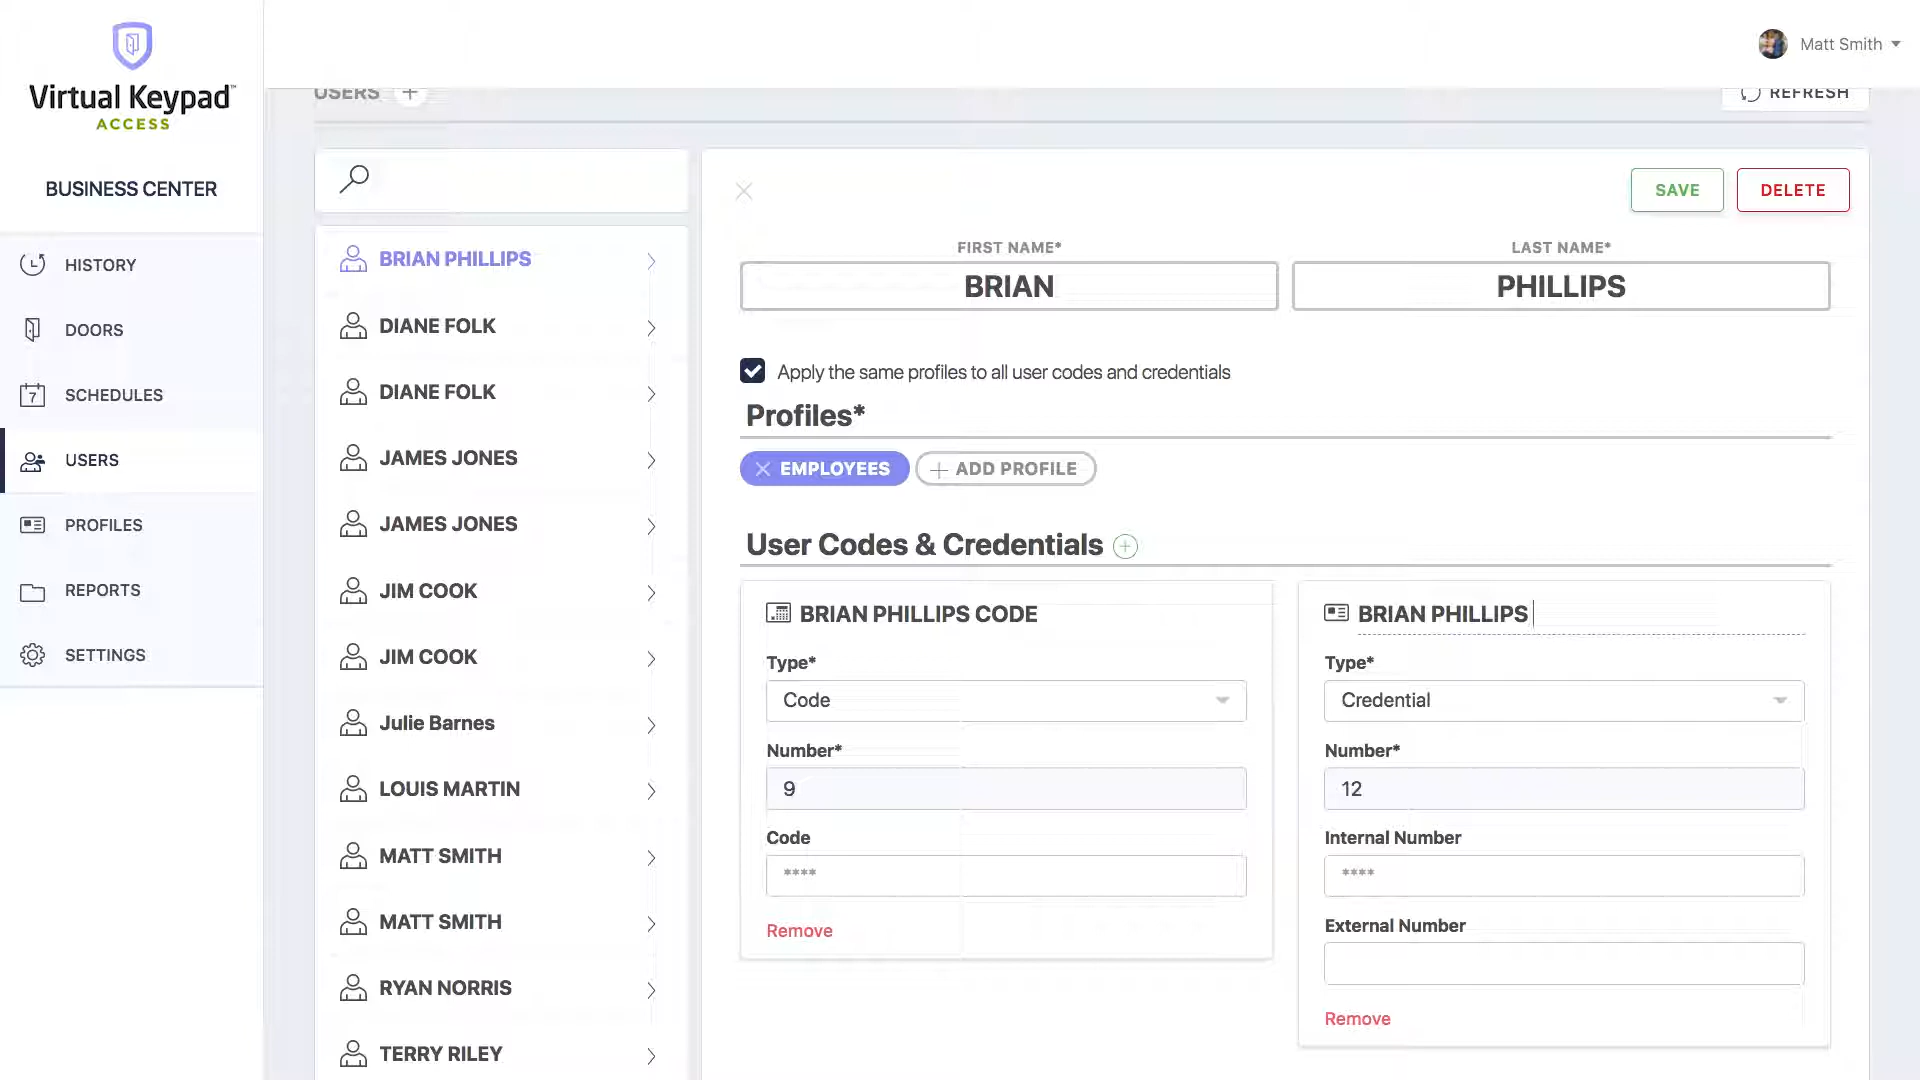 Virtual Keypad™
ACCESS
BUSINESS CENTER
HISTORY
DOORS
SCHEDULES
7
USERS
PROFILES
REPORTS
SETTINGS
Matt Smith
USERS
REFRESH
BRIAN PHILLIPS
DIANE FOLK
DIANE FOLK
JAMES JONES
JAMES JONES
JIM COOK
JIM COOK
Julie Barnes
LOUIS MARTIN
MATT SMITH
MATT SMITH
RYAN NORRIS
TERRY RILEY
SAVE
DELETE
FIRST NAME*
BRIAN
LAST NAME*
PHILLIPS
Apply the same profiles to all user codes and credentials
Profiles*
EMPLOYEES
ADD PROFILE
User Codes & Credentials
BRIAN PHILLIPS CODE
Type*
Code
Number*
9
Code
****
Remove
BRIAN PHILLIPS
Type*
Credential
Number*
12
Internal Number
****
External Number
Remove